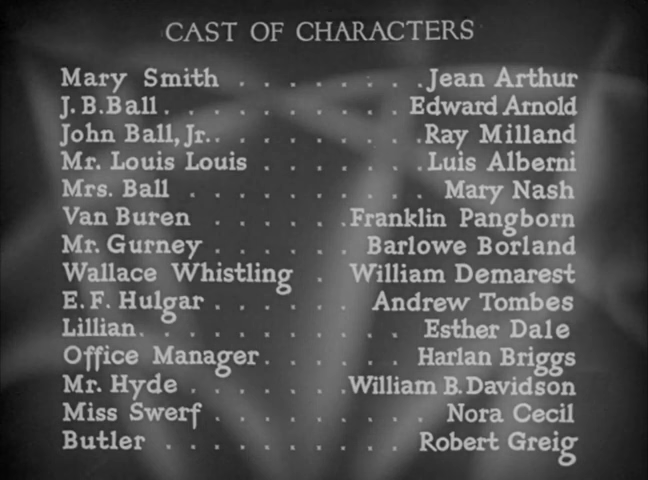 CAST OF CHARACTERS
Mary Smith . . . . . . . . Jean Arthur
J. B. Ball . . . . . . . . . . Edward Arnold
John Ball, Jr. . . . . . . . . . Ray Milland
Mr. Louis Louis . . . . . . . Luis Alberni
Mrs. Ball . . . . . . . . . . Mary Nash
Van Buren . . . . . . Franklin Pangborn
Mr. Gurney . . . . . . Barlowe Borland
Wallace Whistling . William Demarest
E. F. Hulgar . . . . . . Andrew Tombes
Lillian . . . . . . . . . . . Esther Dale
Office Manager . . . . . . Harlan Briggs
Mr. Hyde . . . . . . . William B. Davidson
Miss Swerf . . . . . . . . . Nora Cecil
Butler . . . . . . . . . . Robert Greig